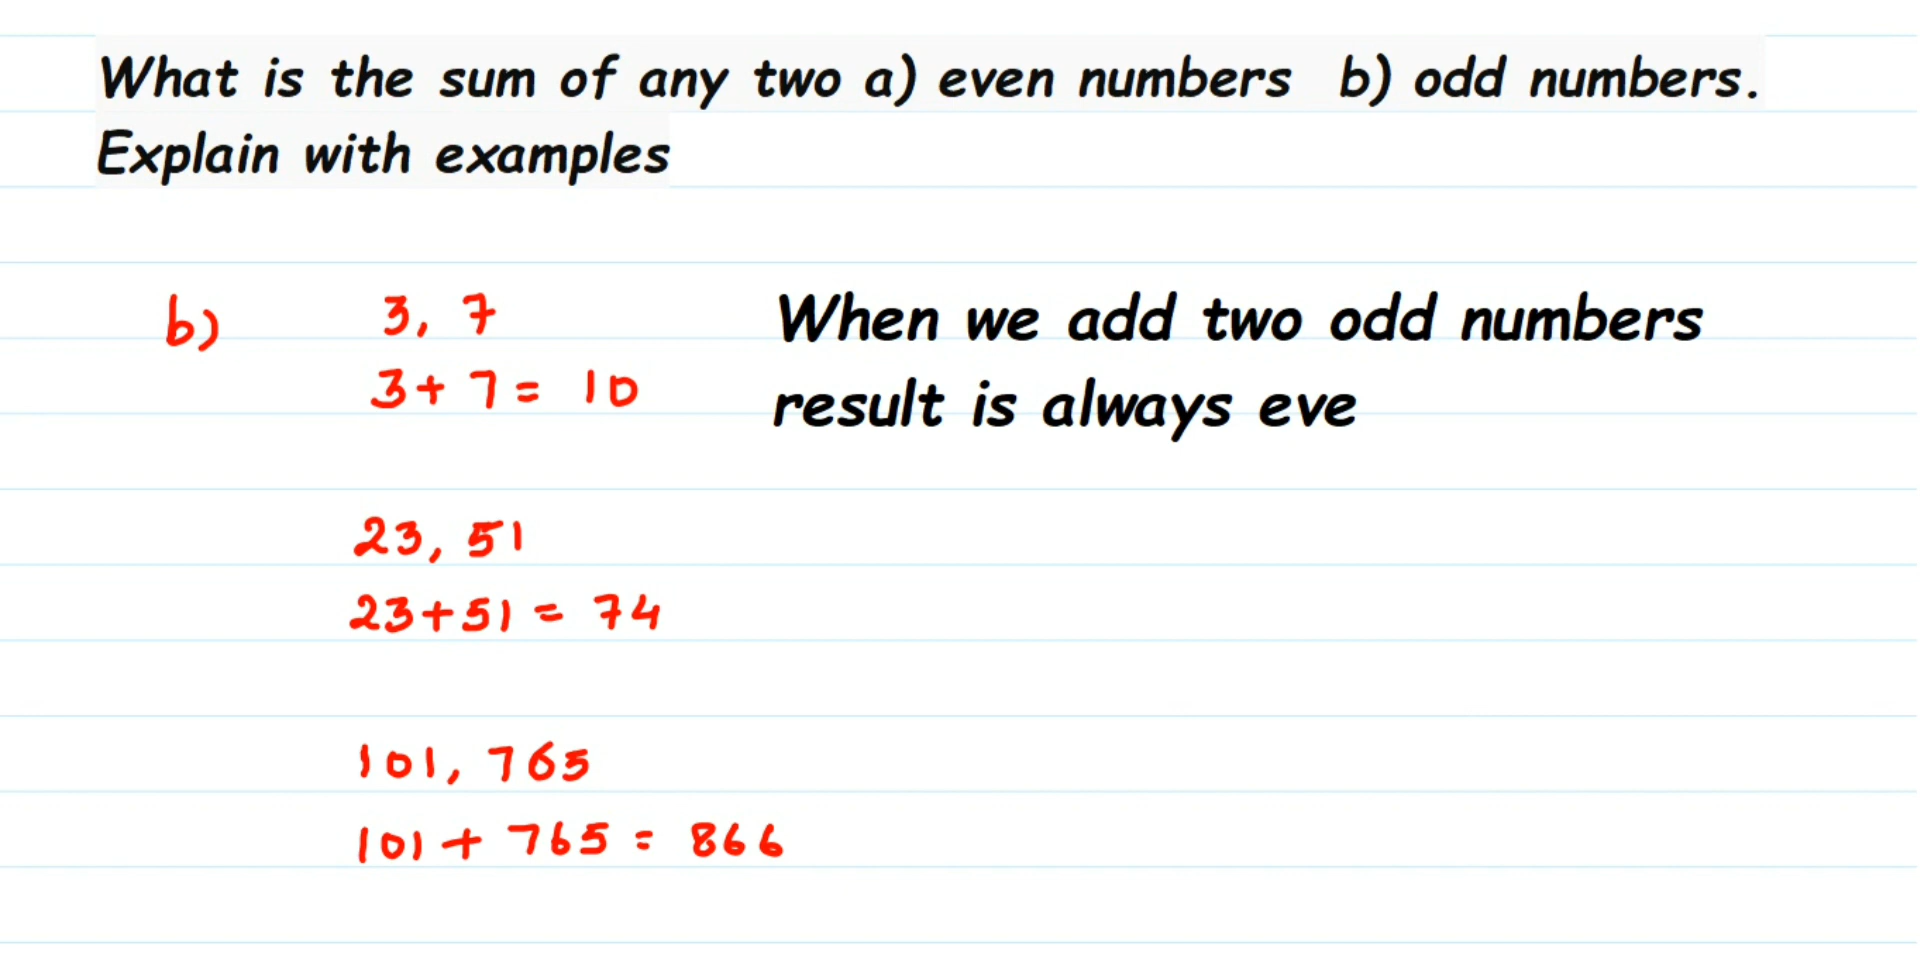 What is the sum of any two a) even numbers b) odd numbers.
Explain with examples
b) 3, 7
3+ 7 = 10
When we add two odd numbers
result is always eve
23, 51
23+51 = 74
101, 765
101 + 765 = 866